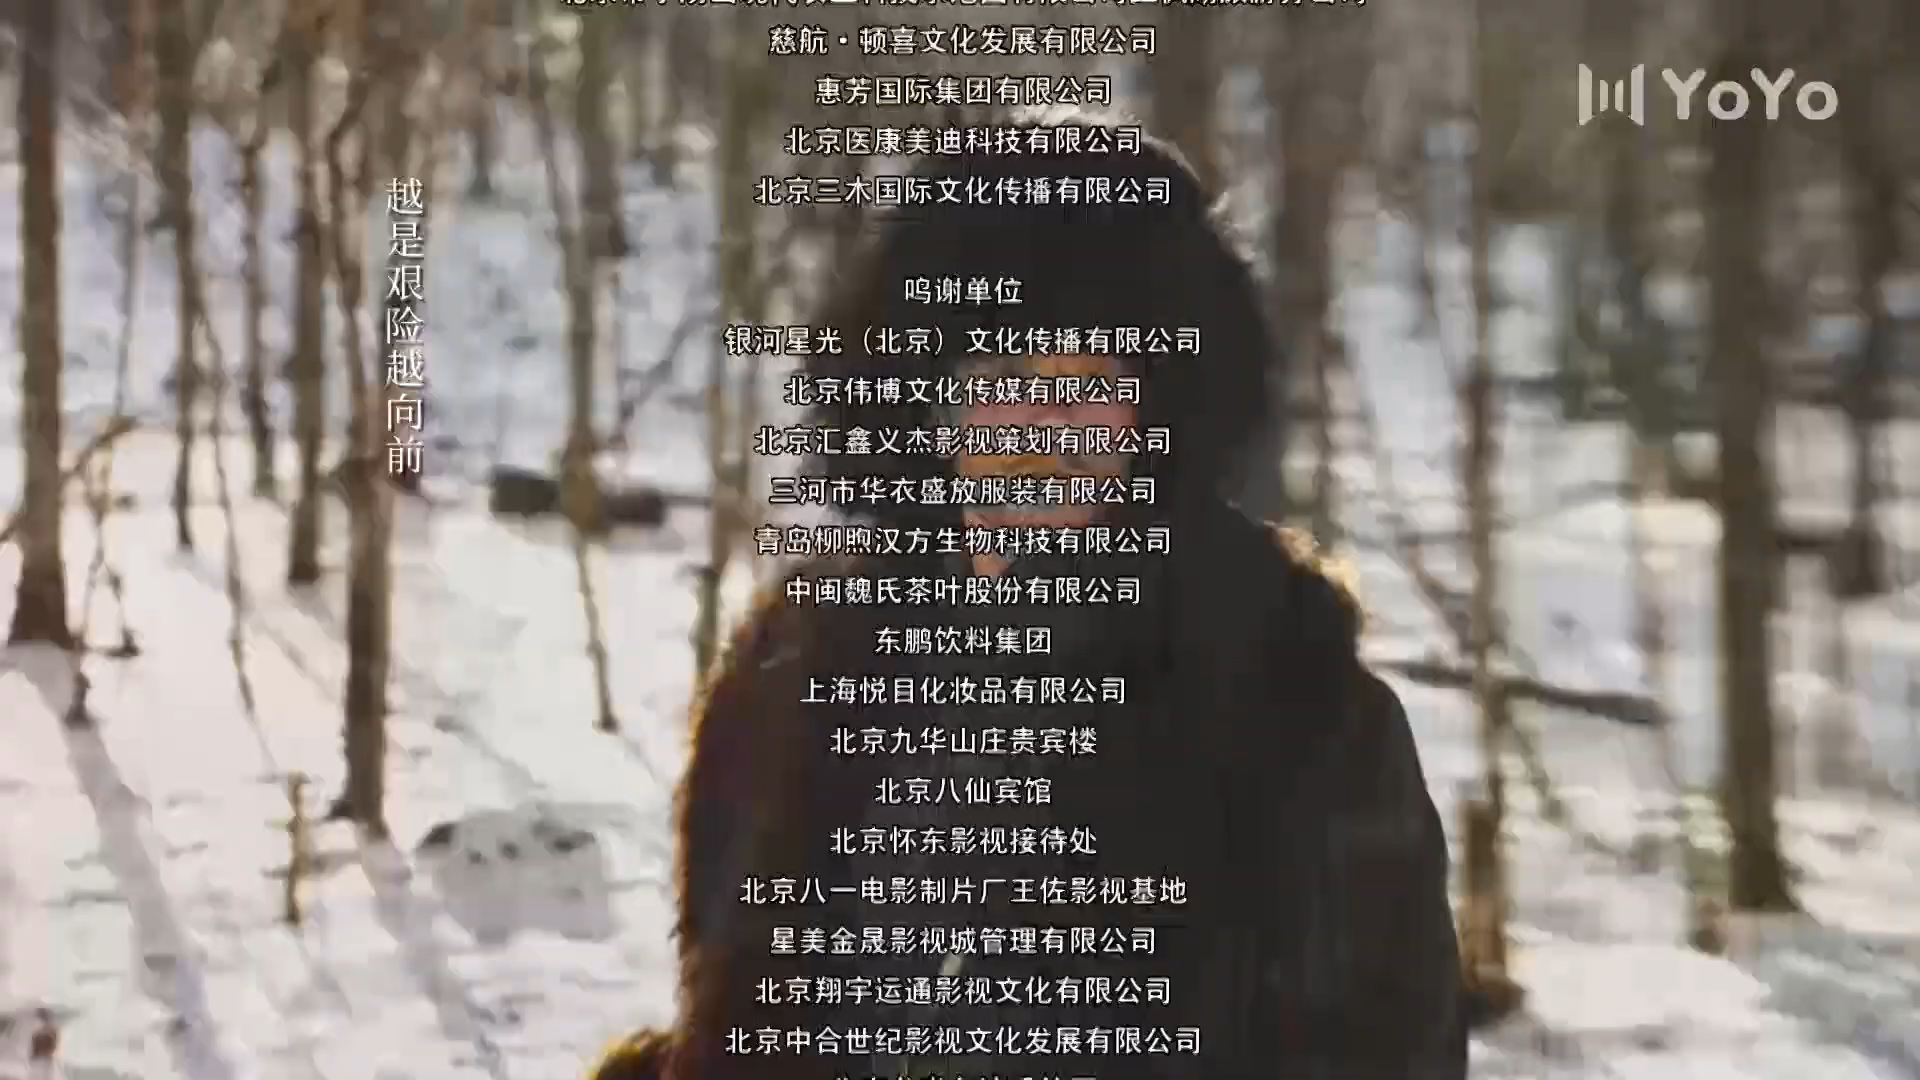 慈航·顿喜文化发展有限公司
惠芳国际集团有限公司
北京医康美迪科技有限公司
北京三木国际文化传播有限公司
鸣谢单位
银河星光（北京）文化传播有限公司
北京伟博文化传媒有限公司
北京汇鑫义杰影视策划有限公司
三河市华衣盛放服装有限公司
青岛柳煦汉方生物科技有限公司
中闽魏氏茶叶股份有限公司
东鹏饮料集团
上海悦目化妆品有限公司
北京九华山庄贵宾楼
北京八仙宾馆
北京怀东影视接待处
北京八一电影制片厂王佐影视基地
星美金晟影视城管理有限公司
北京翔宇运通影视文化有限公司
北京中合世纪影视文化发展有限公司
越是艰险越向前
YoYo